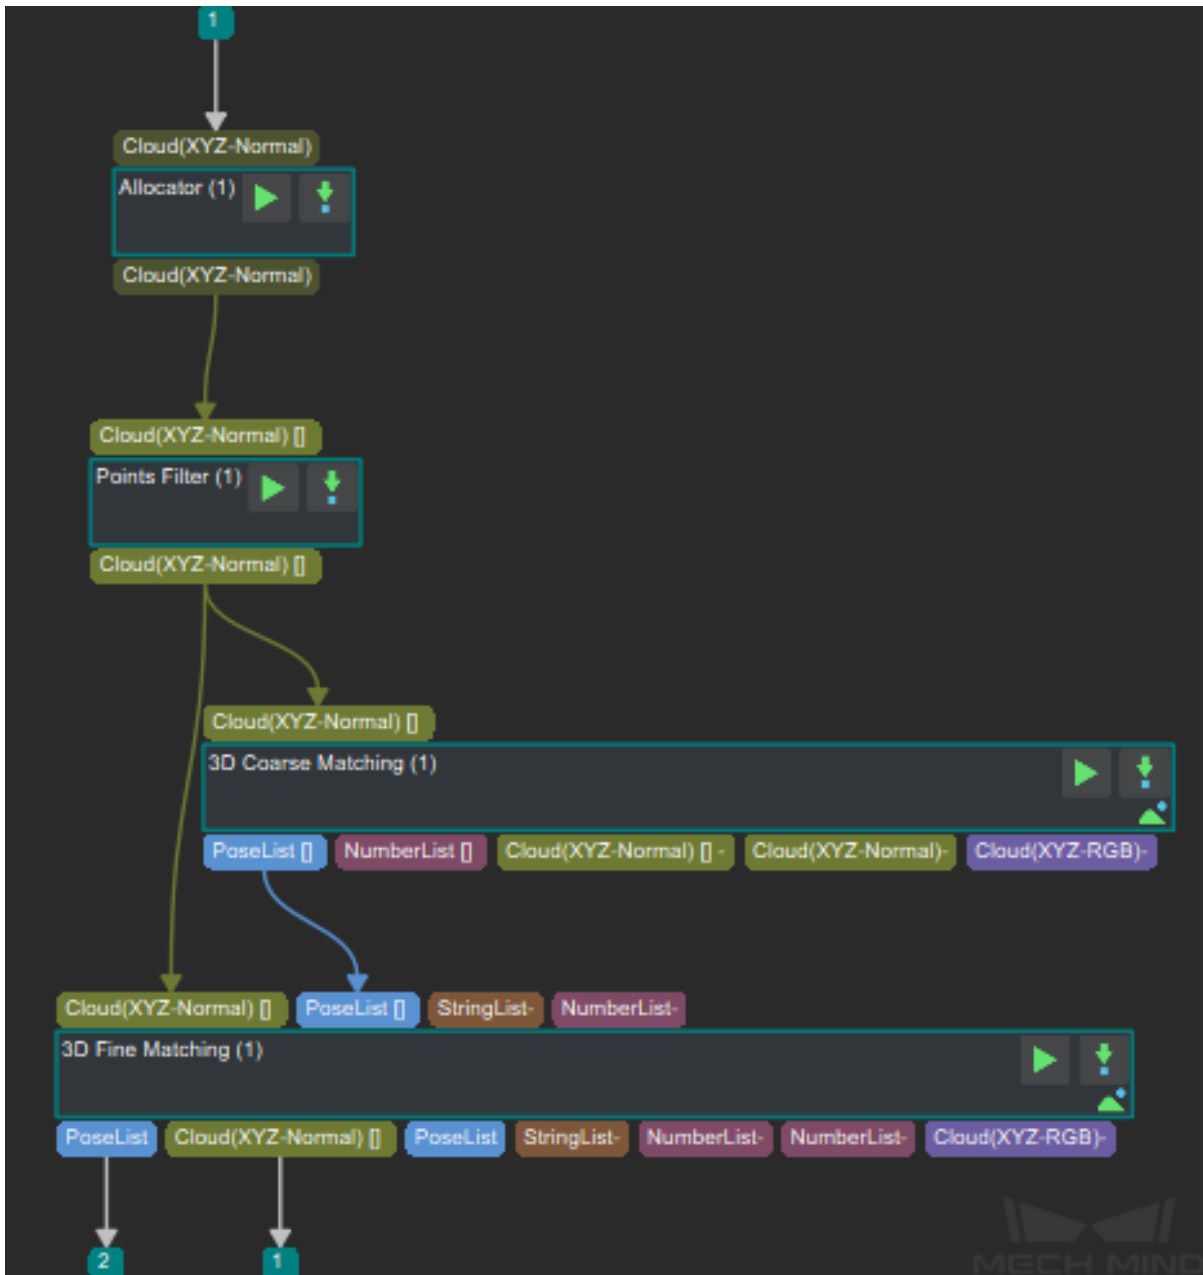 1
Cloud(XYZ-Normal)
Allocator (1)
Cloud(XYZ-Normal)
Cloud(XYZ-Normal) []
Points Filter (1)
Cloud(XYZ-Normal) []
Cloud(XYZ-Normal) []
3D Coarse Matching (1)
PoseList [] NumberList [] Cloud(XYZ-Normal) [] - Cloud(XYZ-Normal)- Cloud(XYZ-RGB)-
Cloud(XYZ-Normal) [] PoseList [] StringList- NumberList-
3D Fine Matching (1)
PoseList Cloud(XYZ-Normal) [] PoseList StringList- NumberList- NumberList- Cloud(XYZ-RGB)-
2 1
MECH MIND